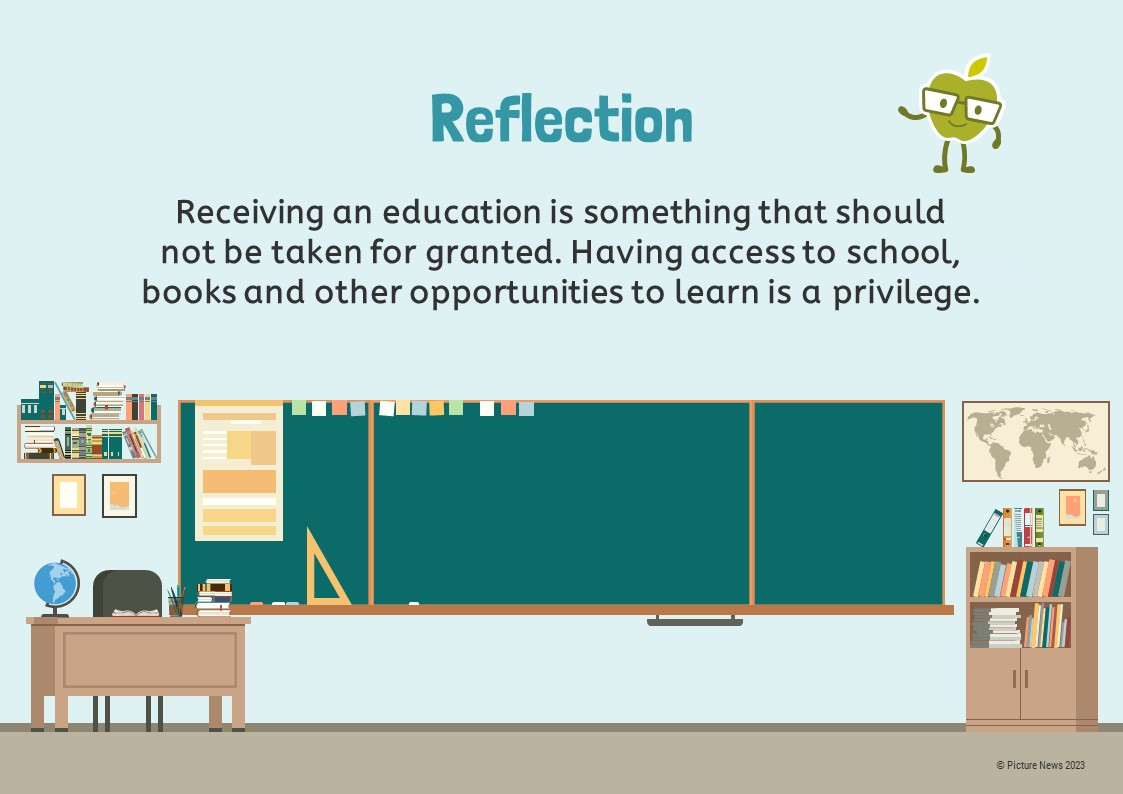 Reflection
Receiving an education is something that should
not be taken for granted. Having access to school,
books and other opportunities to learn is a privilege.
© Picture News 2023